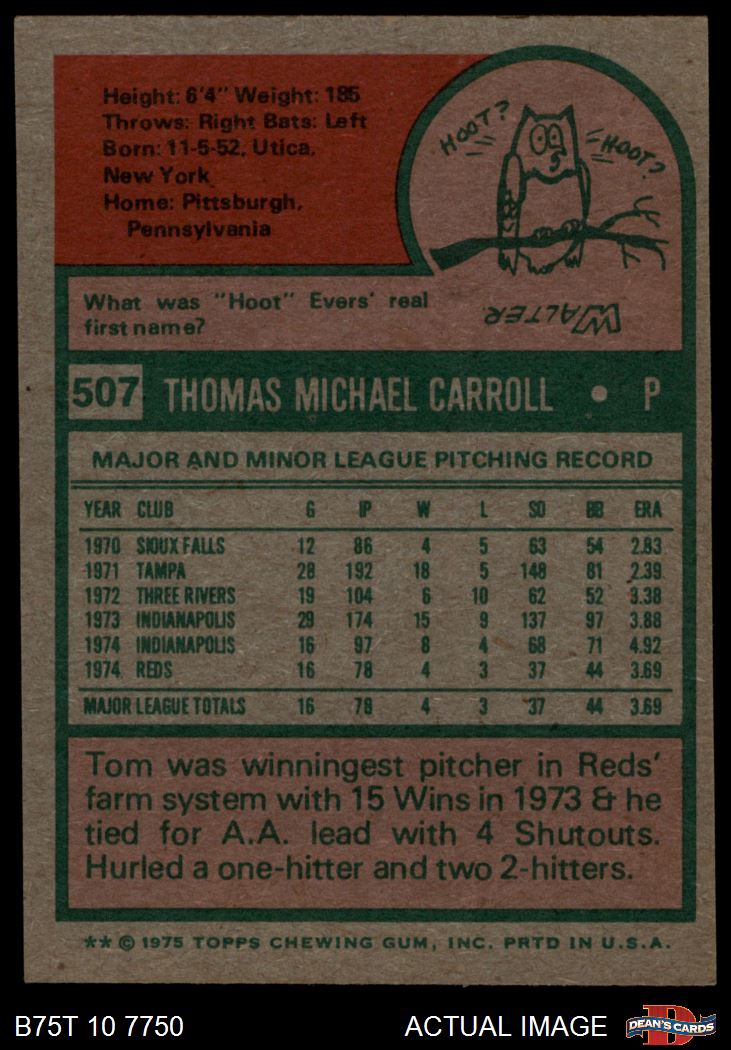 Height: 6'4" Weight: 185
Throws: Right Bats: Left
Born: 11-5-52, Utica,
New York
Home: Pittsburgh,
Pennsylvania
HOOT?
HOOT?
What was "Hoot" Evers' real
first name?
WALTER.
507 THOMAS MICHAEL CARROLL • P
MAJOR AND MINOR LEAGUE PITCHING RECORD
YEAR CLUB G IP W L SO BB ERA
1970 SIOUX FALLS 12 86 4 5 63 54 2.83
1971 TAMPA 28 192 18 5 148 81 2.39
1972 THREE RIVERS 19 104 6 10 62 52 3.38
1973 INDIANAPOLIS 29 174 15 9 137 97 3.88
1974 INDIANAPOLIS 16 97 8 4 68 71 4.92
1974 REDS 16 78 4 3 37 44 3.69
MAJOR LEAGUE TOTALS 16 78 4 3 37 44 3.69
Tom was winningest pitcher in Reds'
farm system with 15 Wins in 1973 & he
tied for A.A. lead with 4 Shutouts.
Hurled a one-hitter and two 2-hitters.
** © 1975 TOPPS CHEWING GUM, INC. PRTD IN U.S.A.
B75T 10 7750 ACTUAL IMAGE DEAN'S CARDS